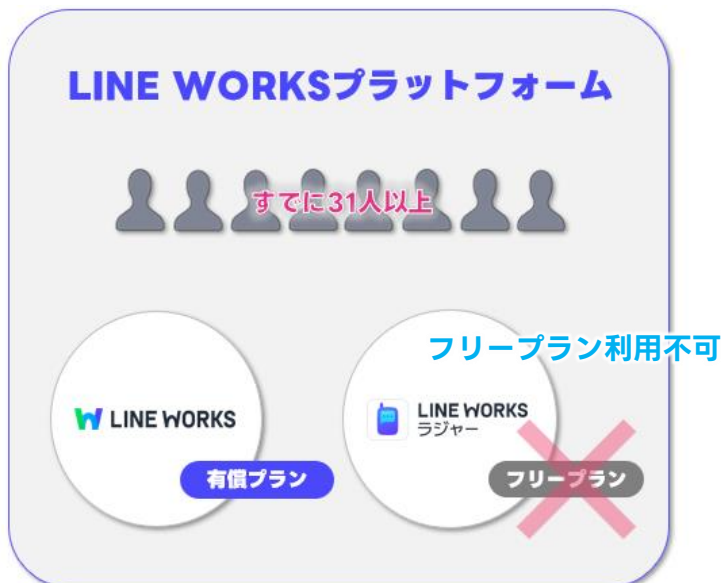 LINE WORKSプラットフォーム
すでに31人以上
フリープラン利用不可
LINE WORKS
有償プラン
LINE WORKS
ラジャー
フリープラン